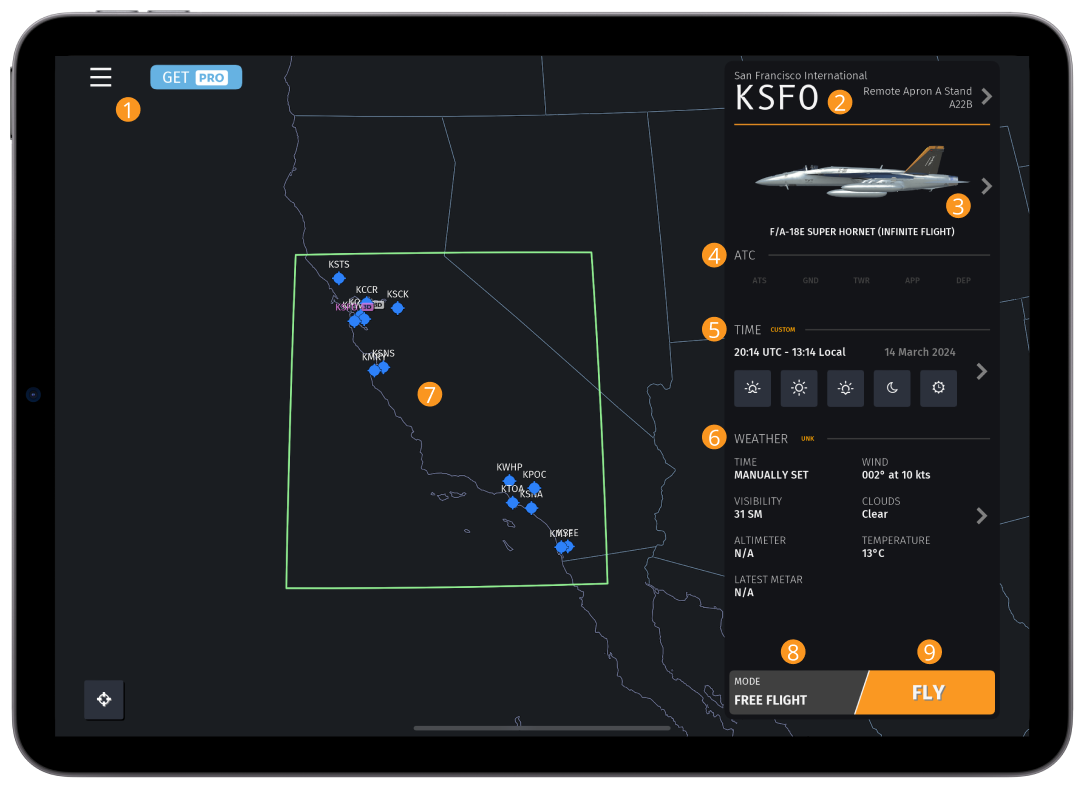 GET PRO
1
San Francisco International
KSFO
2
Remote Apron A Stand
A22B
3
F/A-18E SUPER HORNET (INFINITE FLIGHT)
4
ATC
ATS GND TWR APP DEP
5
TIME CUSTOM
20:14 UTC - 13:14 Local
14 March 2024
6
WEATHER UNK
TIME
MANUALLY SET
WIND
002° at 10 kts
VISIBILITY
31 SM
CLOUDS
Clear
ALTIMETER
N/A
TEMPERATURE
13°C
LATEST METAR
N/A
8
9
MODE
FREE FLIGHT
FLY
KSTS
KCCR
KSCK
3D
KSNS
KMRY
7
KWHP
KPOC
KTOA
KSNA
KMYF
KSEE